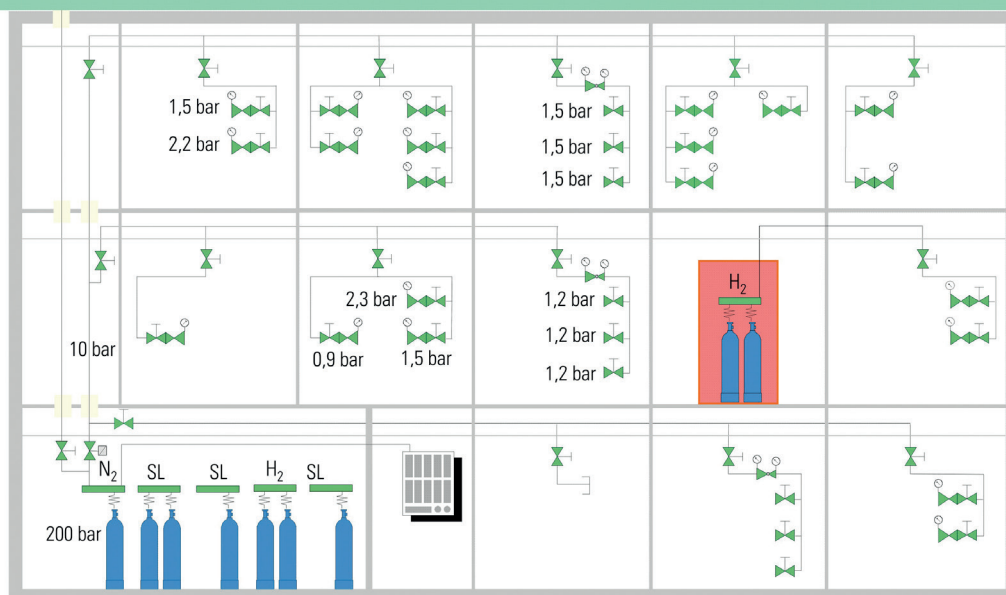 1,5 bar
2,2 bar
1,5 bar
1,5 bar
1,5 bar
10 bar
2,3 bar
0,9 bar
1,5 bar
1,2 bar
1,2 bar
1,2 bar
H₂
N₂
SL
SL
H₂
SL
200 bar